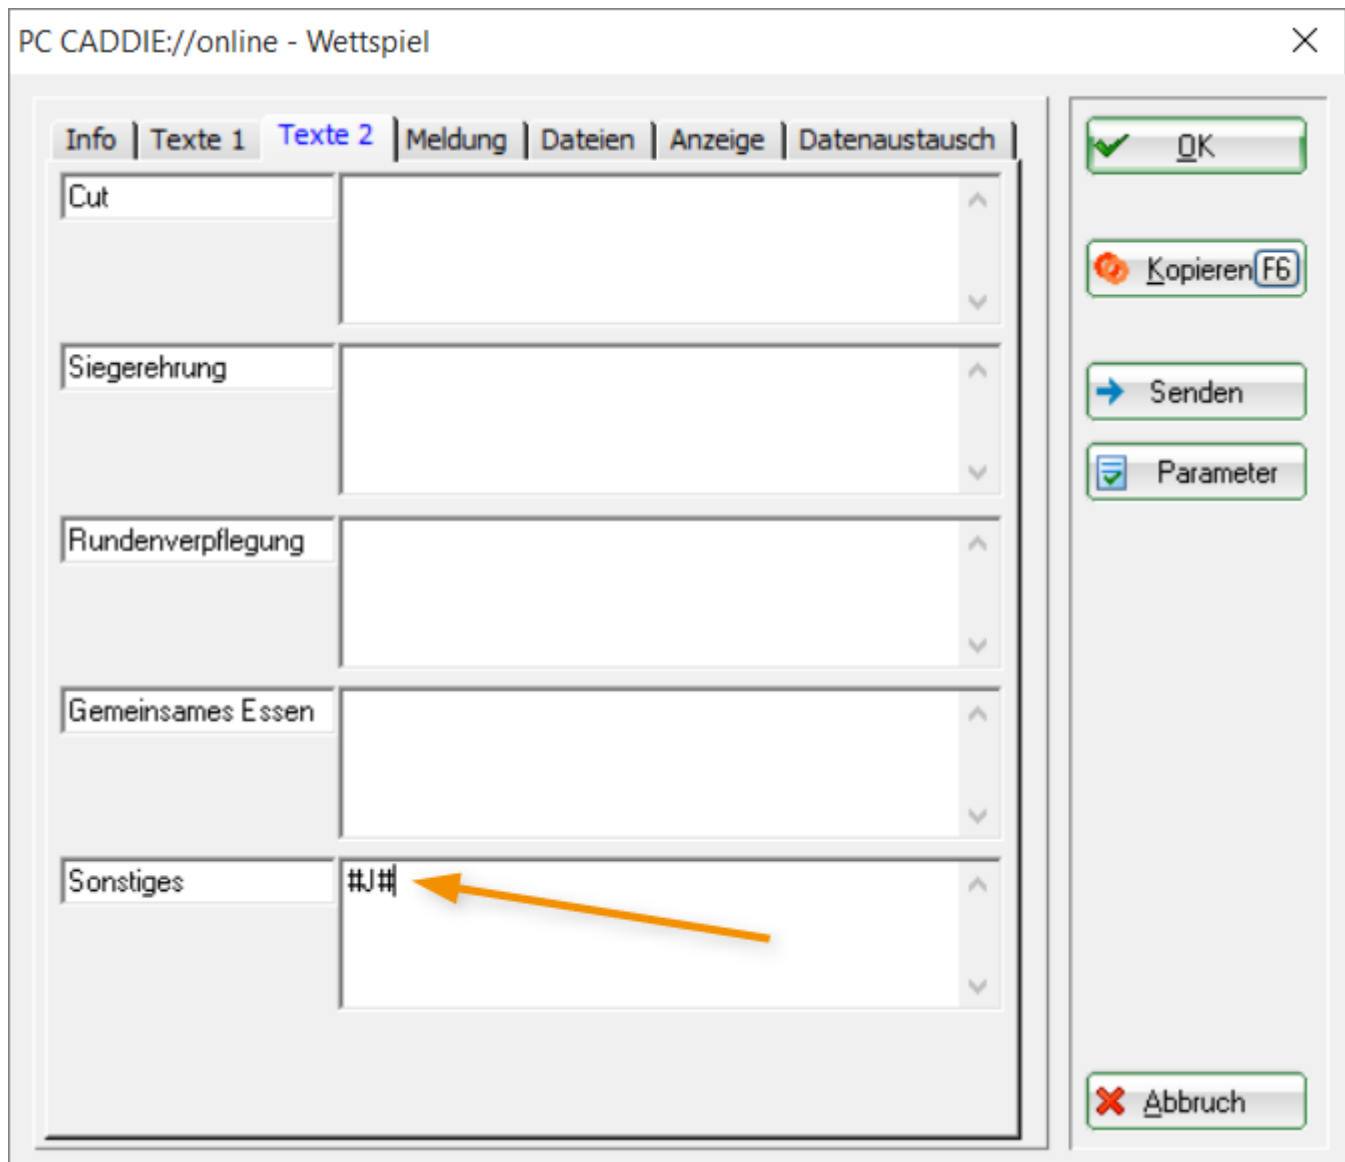 PC CADDIE://online - Wettspiel
Info Texte 1 Texte 2 Meldung Dateien Anzeige Datenaustausch
Cut
Siegerehrung
Rundenverpflegung
Gemeinsames Essen
Sonstiges #J#
OK
Kopieren F6
Senden
Parameter
Abbruch